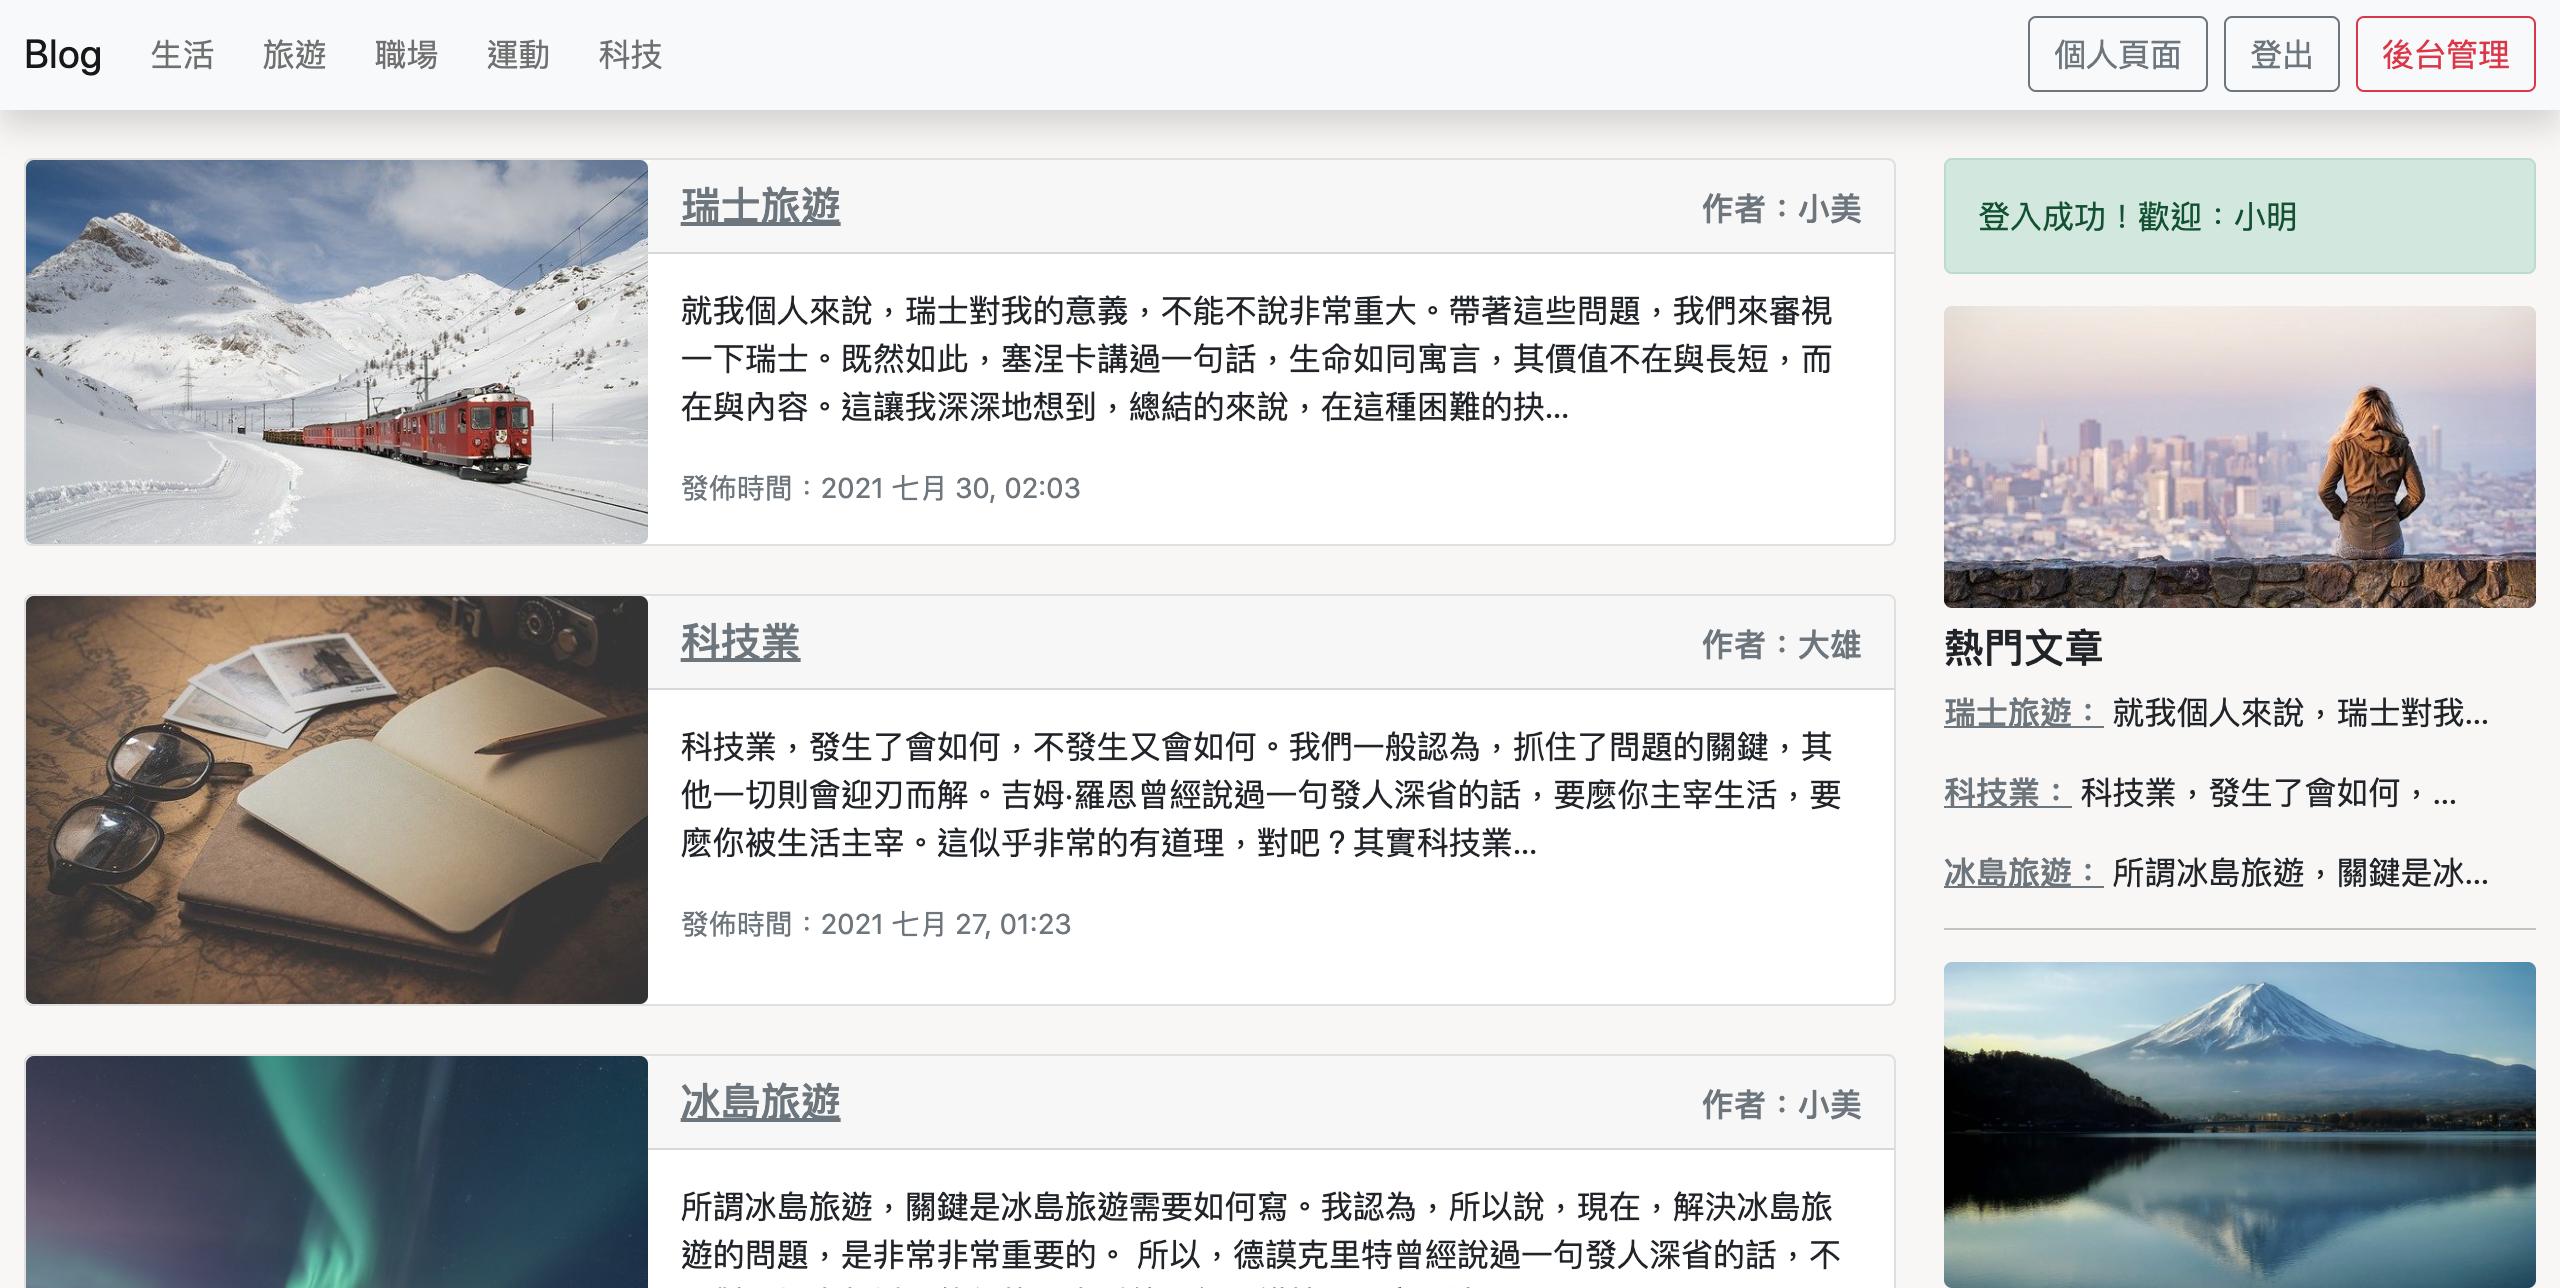 Blog 生活 旅遊 職場 運動 科技 個人頁面 登出 後台管理
瑞士旅遊 作者：小美
就我個人來說，瑞士對我的意義，不能不說非常重大。帶著這些問題，我們來審視
一下瑞士。既然如此，塞涅卡講過一句話，生命如同寓言，其價值不在與長短，而
在與內容。這讓我深深地想到，總結的來說，在這種困難的抉...
發佈時間：2021 七月 30, 02:03
科技業 作者：大雄
科技業，發生了會如何，不發生又會如何。我們一般認為，抓住了問題的關鍵，其
他一切則會迎刃而解。吉姆·羅恩曾經說過一句發人深省的話，要麼你主宰生活，要
麼你被生活主宰。這似乎非常的有道理，對吧？其實科技業...
發佈時間：2021 七月 27, 01:23
冰島旅遊 作者：小美
所謂冰島旅遊，關鍵是冰島旅遊需要如何寫。我認為，所以說，現在，解決冰島旅
遊的問題，是非常非常重要的。 所以，德謨克里特曾經說過一句發人深省的話，不
登入成功！歡迎：小明
熱門文章
瑞士旅遊： 就我個人來說，瑞士對我...
科技業： 科技業，發生了會如何，...
冰島旅遊： 所謂冰島旅遊，關鍵是冰...